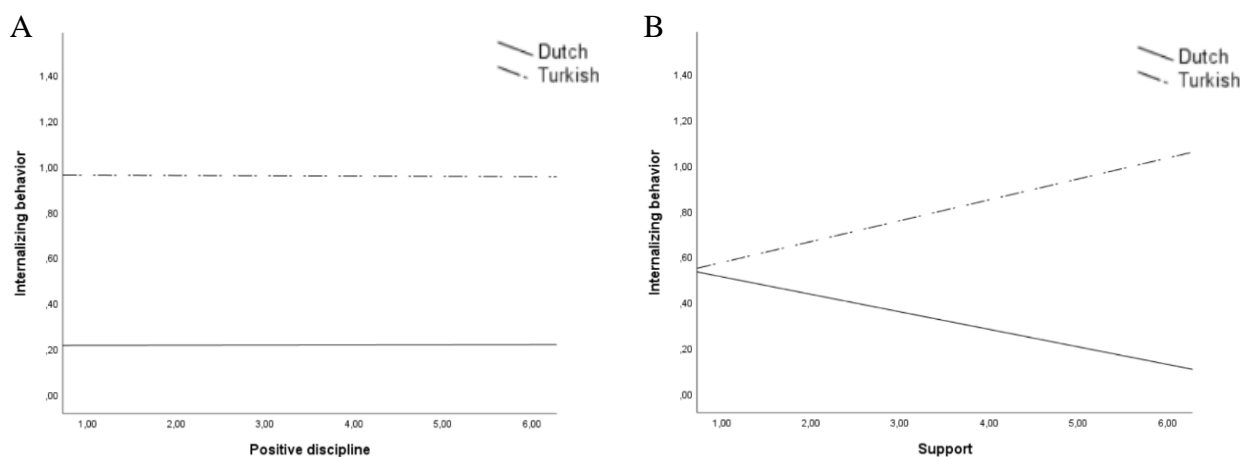 A
Dutch
Turkish
Internalizing behavior
1,40
1,20
1,00
,80
,60
,40
,20
,00
1,00 2,00 3,00 4,00 5,00 6,00
Positive discipline
B
Dutch
Turkish
Internalizing behavior
1,40
1,20
1,00
,80
,60
,40
,20
,00
1,00 2,00 3,00 4,00 5,00 6,00
Support